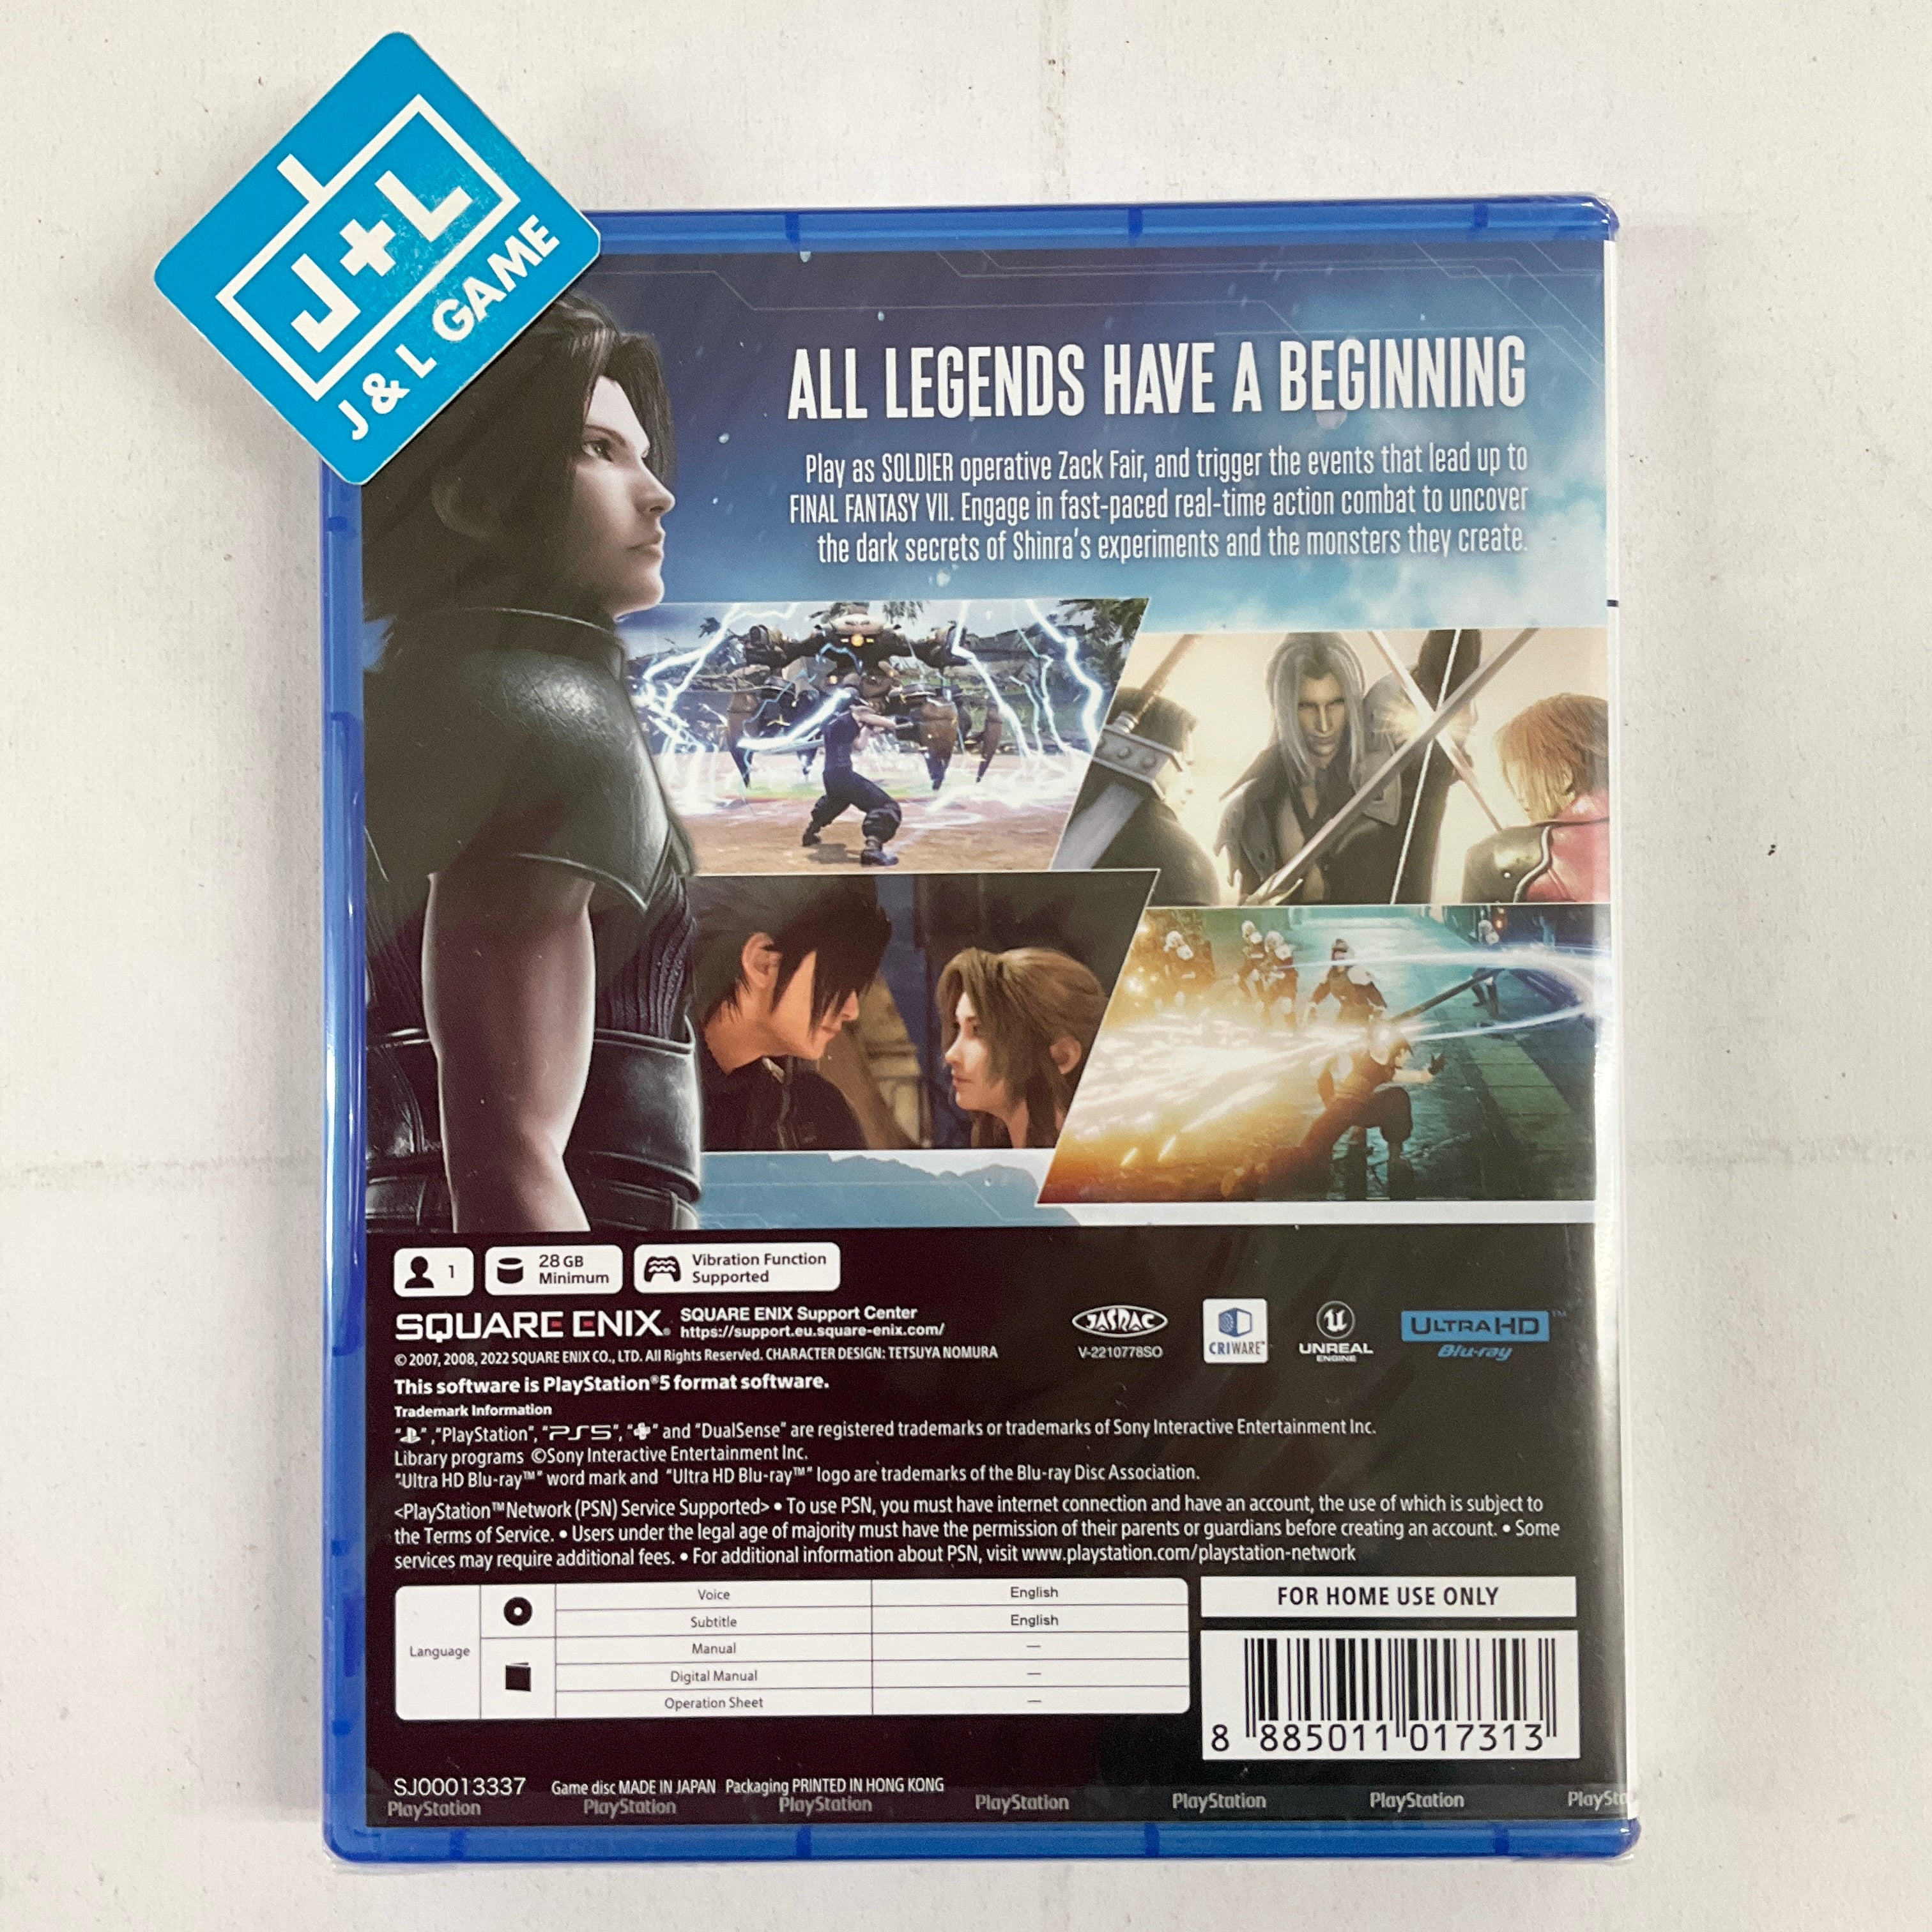 J+L
J & L GAME
ALL LEGENDS HAVE A BEGINNING
Play as SOLDIER operative Zack Fair, and trigger the events that lead up to
FINAL FANTASY VII. Engage in fast-paced real-time action combat to uncover
the dark secrets of Shinra's experiments and the monsters they create.
1
28 GB
Minimum
Vibration Function
Supported
SQUARE ENIX®
SQUARE ENIX Support Center
https://support.eu.square-enix.com/
© 2007, 2008, 2022 SQUARE ENIX CO., LTD. All Rights Reserved. CHARACTER DESIGN: TETSUYA NOMURA
JASRAC
V-2210778SO
CRIWARE™
UNREAL
ENGINE
ULTRA HD™
Blu-ray
This software is PlayStation®5 format software.
Trademark Information
" ", "PlayStation", "PS5", " " and "DualSense" are registered trademarks or trademarks of Sony Interactive Entertainment Inc.
Library programs ©Sony Interactive Entertainment Inc.
"Ultra HD Blu-ray™" word mark and "Ultra HD Blu-ray™" logo are trademarks of the Blu-ray Disc Association.
<PlayStation™Network (PSN) Service Supported> • To use PSN, you must have internet connection and have an account, the use of which is subject to
the Terms of Service. • Users under the legal age of majority must have the permission of their parents or guardians before creating an account. • Some
services may require additional fees. • For additional information about PSN, visit www.playstation.com/playstation-network
Language
Voice English
Subtitle English
Manual —
Digital Manual —
Operation Sheet —
FOR HOME USE ONLY
8 885011 017313
SJ00013337 Game disc MADE IN JAPAN Packaging PRINTED IN HONG KONG
PlayStation PlayStation PlayStation PlayStation PlayStation PlayStation PlaySta